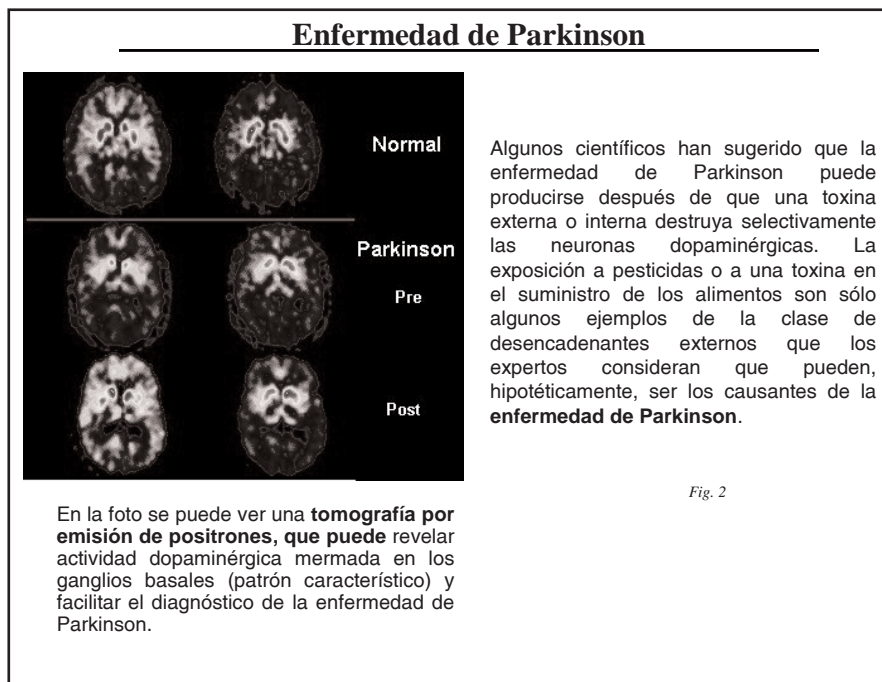 Enfermedad de Parkinson
Normal
Parkinson
Pre
Post
Algunos científicos han sugerido que la
enfermedad de Parkinson puede
producirse después de que una toxina
externa o interna destruya selectivamente
las neuronas dopaminérgicas. La
exposición a pesticidas o a una toxina en
el suministro de los alimentos son sólo
algunos ejemplos de la clase de
desencadenantes externos que los
expertos consideran que pueden,
hipotéticamente, ser los causantes de la
enfermedad de Parkinson.
Fig. 2
En la foto se puede ver una tomografía por
emisión de positrones, que puede revelar
actividad dopaminérgica mermada en los
ganglios basales (patrón característico) y
facilitar el diagnóstico de la enfermedad de
Parkinson.